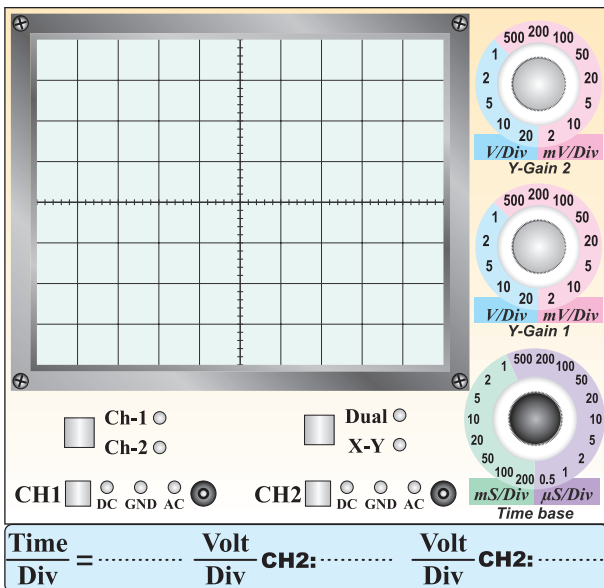 500 200 100
1 50
2 20
5 5
10 10
20 2
V/Div mV/Div
Y-Gain 2
500 200 100
1 50
2 20
5 5
10 10
20 2
V/Div mV/Div
Y-Gain 1
1 500 200 100
2 50
5 20
10 10
20 5
50 2
100 200 0.5 1
mS/Div µS/Div
Time base
Ch-1
Ch-2
Dual
X-Y
CH1 DC GND AC
CH2 DC GND AC
Time/Div = ............ Volt/Div CH2: ............ Volt/Div CH2: ............